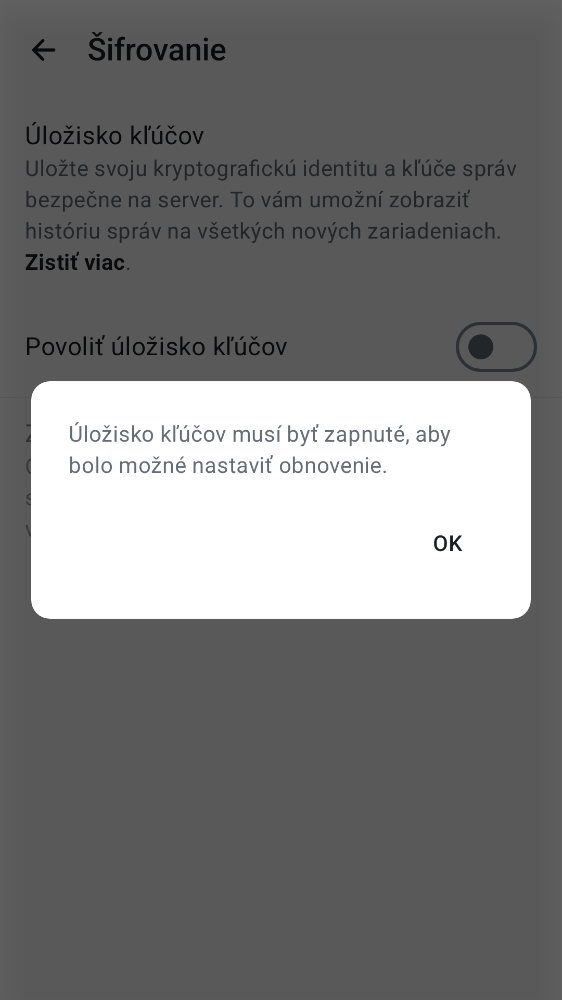 Šifrovanie
Úložisko kľúčov
Uložte svoju kryptografickú identitu a kľúče správ
bezpečne na server. To vám umožní zobraziť
históriu správ na všetkých nových zariadeniach.
Zistiť viac.
Povoliť úložisko kľúčov
Úložisko kľúčov musí byť zapnuté, aby
bolo možné nastaviť obnovenie.
OK